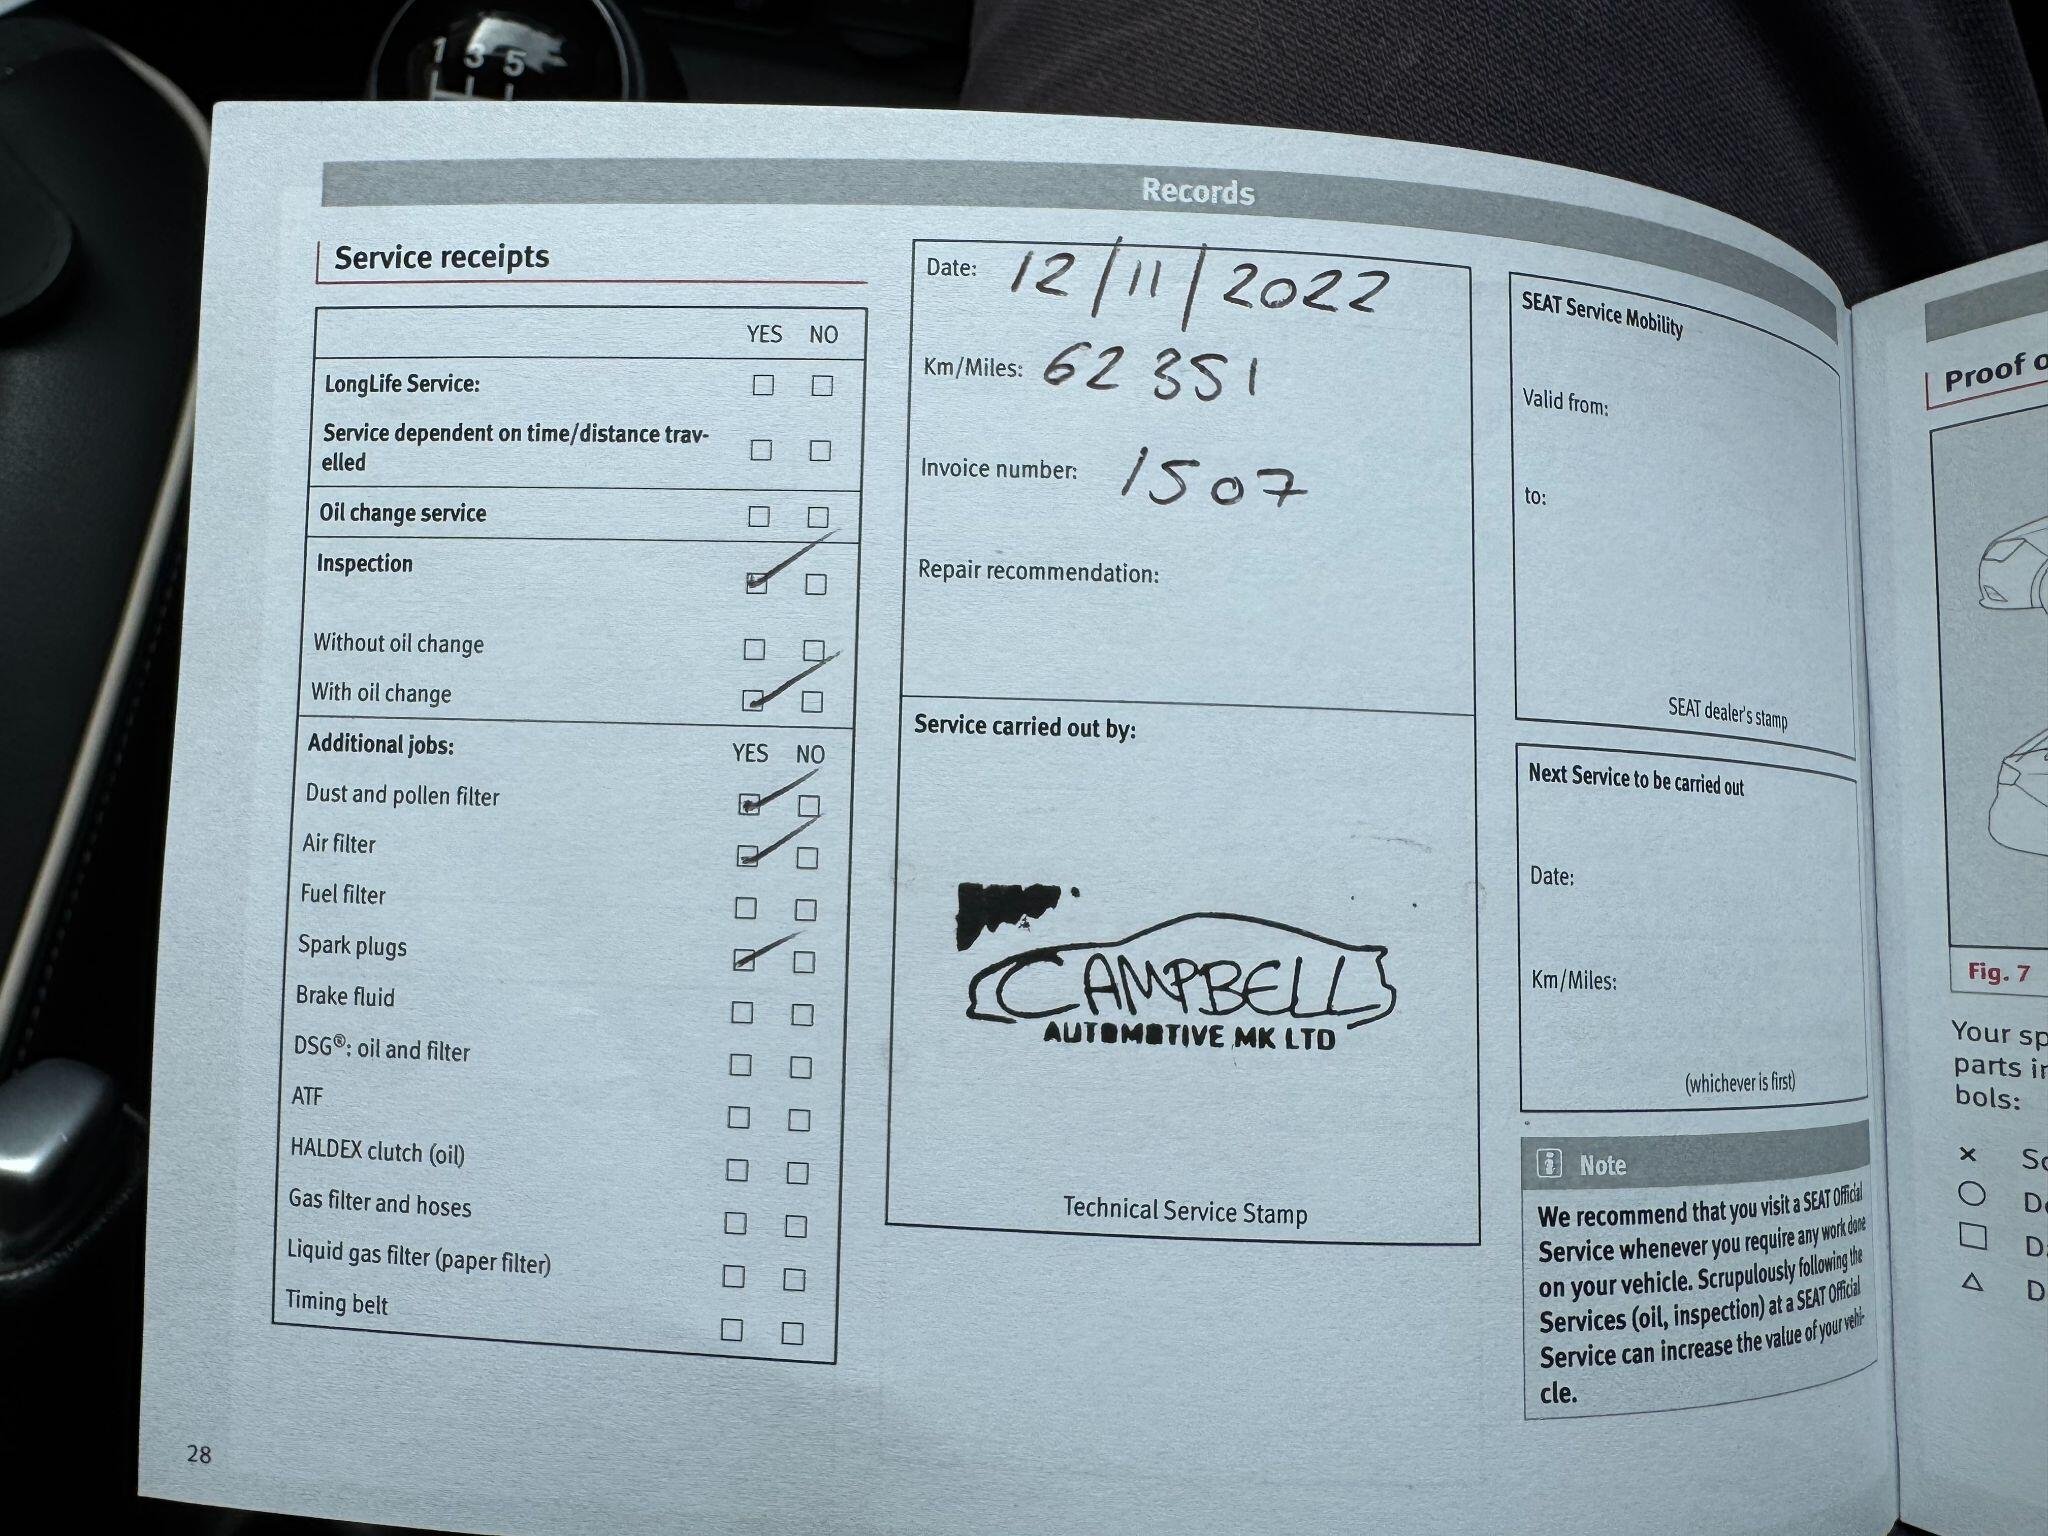 1 3 5
Records
Service receipts
YES NO
LongLife Service:
Service dependent on time/distance trav-
elled
Oil change service
Inspection
Without oil change
With oil change
Additional jobs: YES NO
Dust and pollen filter
Air filter
Fuel filter
Spark plugs
Brake fluid
DSG®: oil and filter
ATF
HALDEX clutch (oil)
Gas filter and hoses
Liquid gas filter (paper filter)
Timing belt
28
Date: 12/11/2022
Km/Miles: 62 351
Invoice number: 1507
Repair recommendation:
Service carried out by:
CAMPBELL
AUTOMOTIVE MK LTD
Technical Service Stamp
SEAT Service Mobility
Valid from:
to:
SEAT dealer's stamp
Next Service to be carried out
Date:
Km/Miles:
(whichever is first)
Note
We recommend that you visit a SEAT Official
Service whenever you require any work done
on your vehicle. Scrupulously following the
Services (oil, inspection) at a SEAT Official
Service can increase the value of your vehi-
cle.
Proof o
Fig. 7
Your sp
parts in
bols: